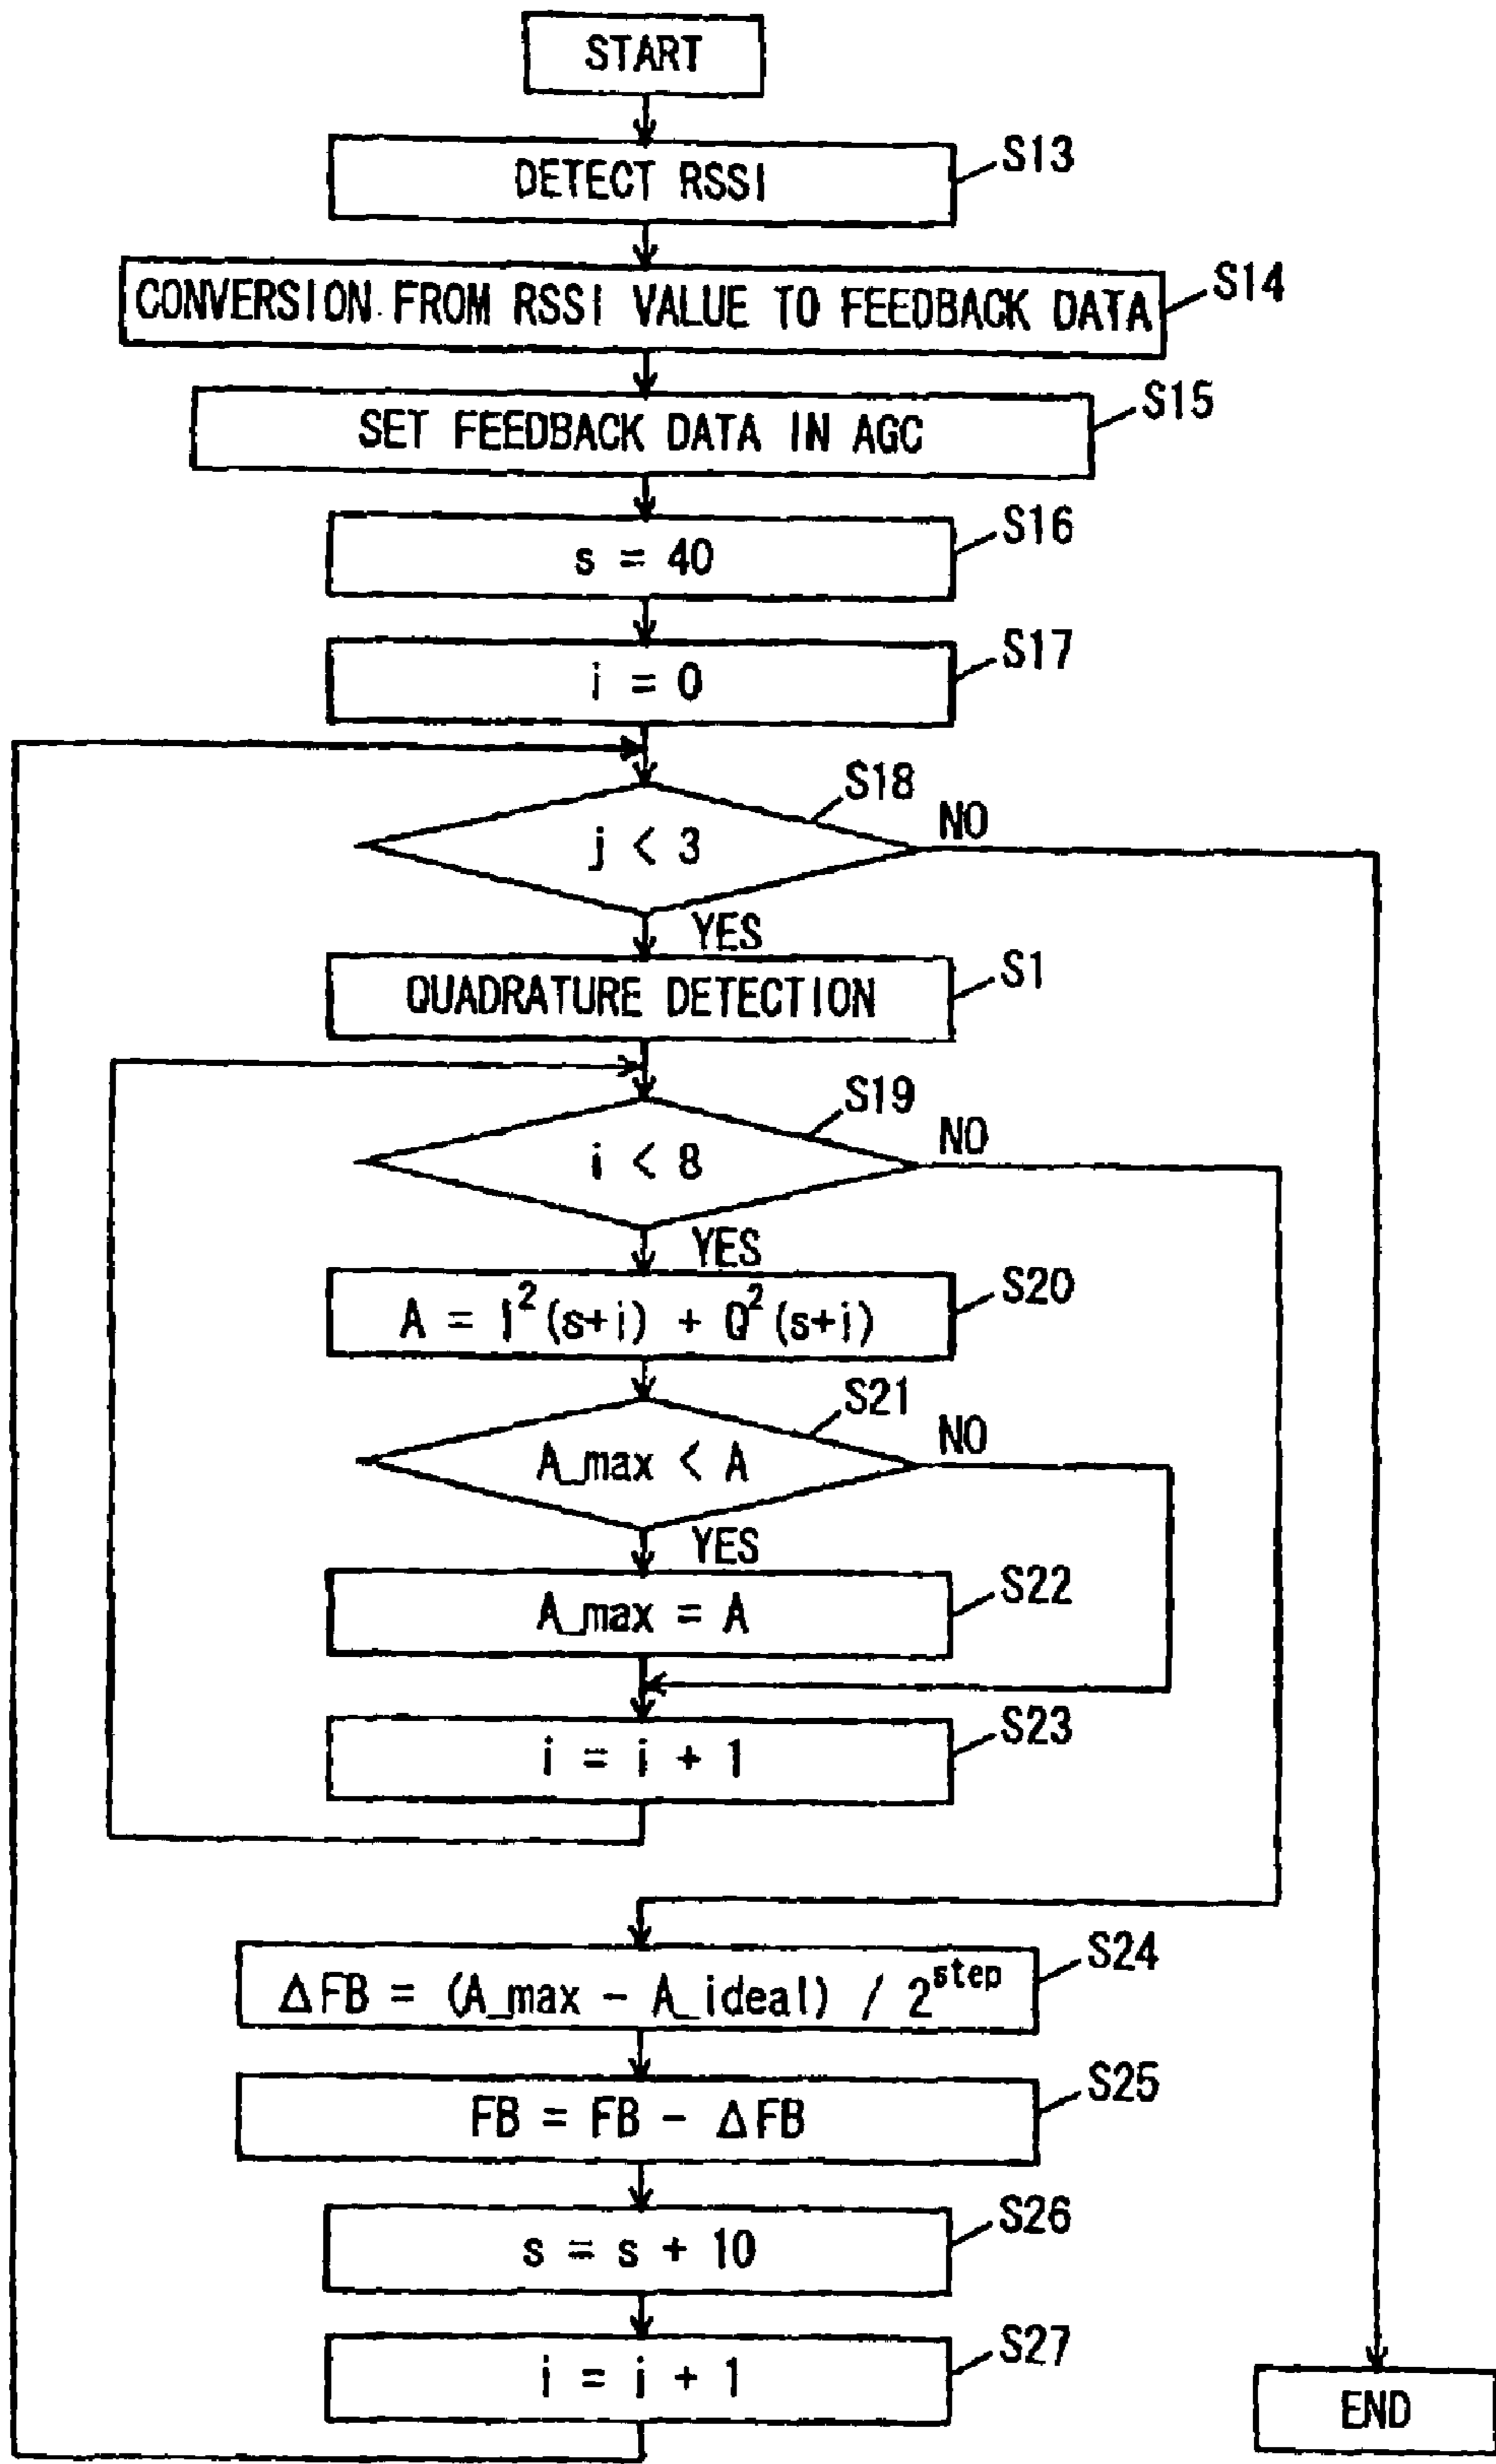 START
DETECT RSSI
S13
CONVERSION FROM RSSI VALUE TO FEEDBACK DATA
S14
SET FEEDBACK DATA IN AGC
S15
s = 40
S16
i = 0
S17
j < 3
S18
NO
YES
QUADRATURE DETECTION
S1
i < 8
S19
NO
YES
A = I²(s+i) + Q²(s+i)
S20
A_max < A
S21
NO
YES
A_max = A
S22
i = i + 1
S23
ΔFB = (A_max - A_ideal) / 2^step
S24
FB = FB - ΔFB
S25
s = s + 10
S26
i = i + 1
S27
END